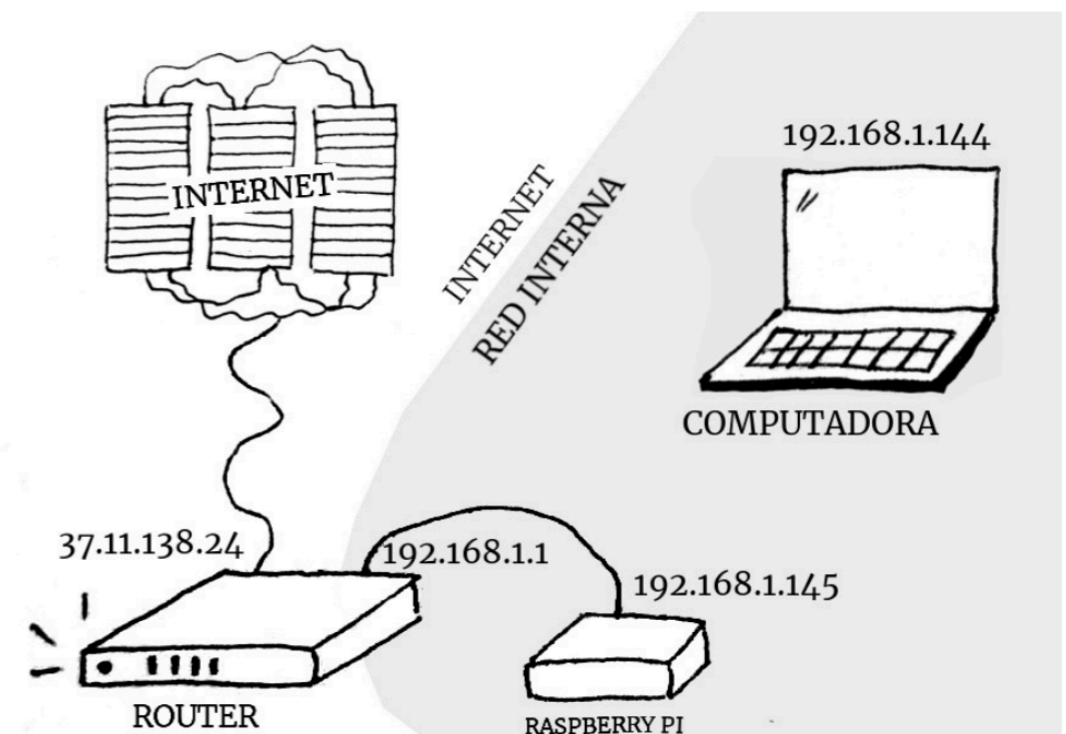 192.168.1.144
INTERNET
INTERNET
RED INTERNA
COMPUTADORA
37.11.138.24
192.168.1.1
192.168.1.145
ROUTER
RASPBERRY PI